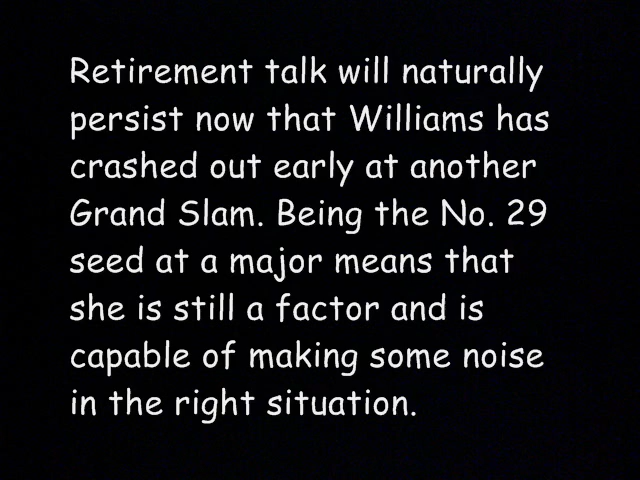 Retirement talk will naturally
persist now that Williams has
crashed out early at another
Grand Slam. Being the No. 29
seed at a major means that
she is still a factor and is
capable of making some noise
in the right situation.